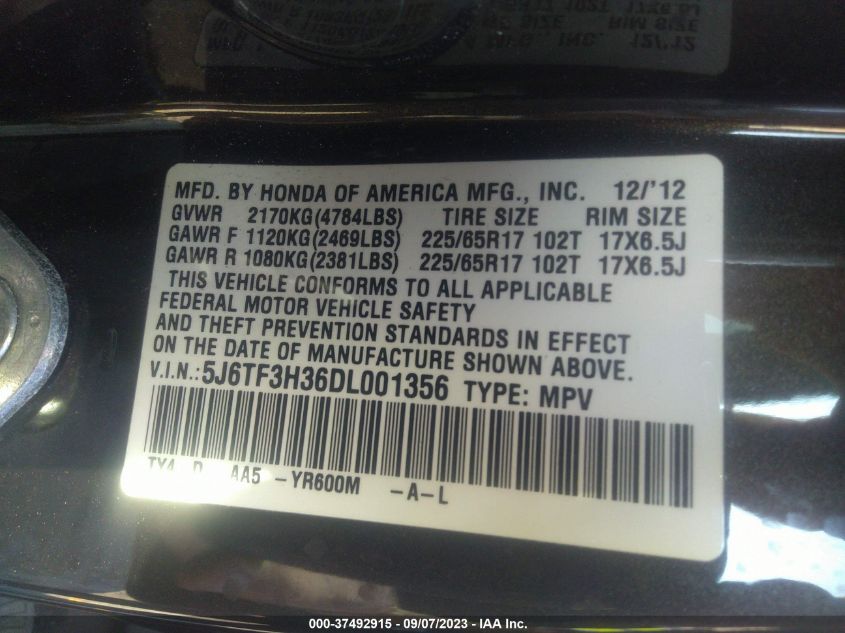 MFD. BY HONDA OF AMERICA MFG., INC. 12/'12
GVWR 2170KG(4784LBS) TIRE SIZE RIM SIZE
GAWR F 1120KG(2469LBS) 225/65R17 102T 17X6.5J
GAWR R 1080KG(2381LBS) 225/65R17 102T 17X6.5J
THIS VEHICLE CONFORMS TO ALL APPLICABLE
FEDERAL MOTOR VEHICLE SAFETY
AND THEFT PREVENTION STANDARDS IN EFFECT
ON THE DATE OF MANUFACTURE SHOWN ABOVE.
V.I.N.:5J6TF3H36DL001356 TYPE: MPV
TY4 D AA5 -YR600M -A-L
000-37492915 - 09/07/2023 - IAA Inc.